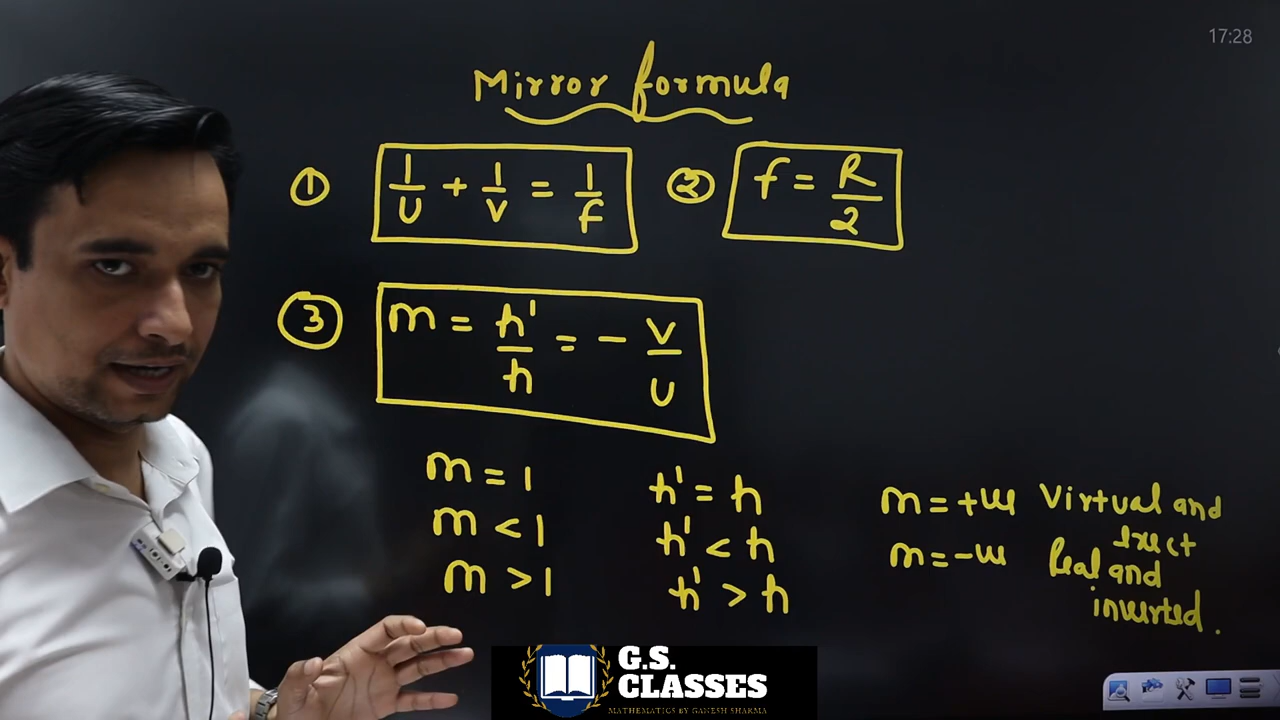 17:28
Mirror formula
① 1/u + 1/v = 1/f ② f = R/2
③ m = h'/h = - v/u
m = 1 h' = h
m < 1 h' < h
m > 1 h' > h
m = +ve Virtual and
erect
m = -ve Real and
inverted.
G.S.
CLASSES
MATHEMATICS BY GANESH SHARMA